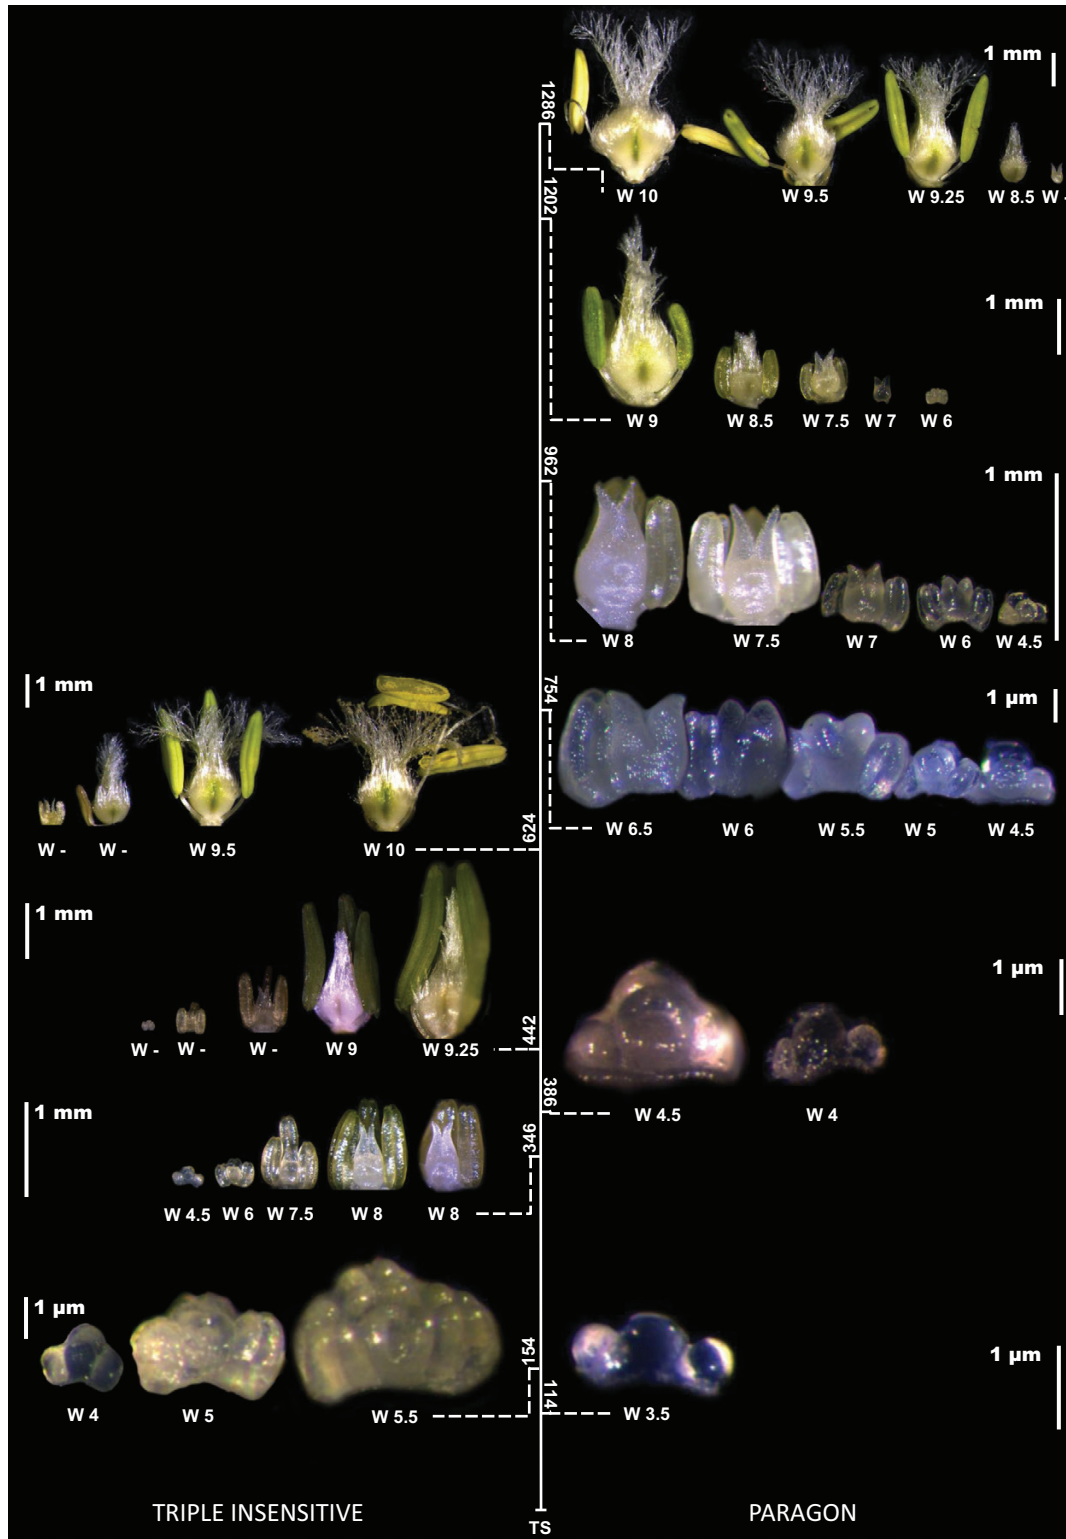 1 mm
1286
W 10
W 9.5
W 9.25
W 8.5
W -
1202
1 mm
W 9
W 8.5
W 7.5
W 7
W 6
962
1 mm
W 8
W 7.5
W 7
W 6
W 4.5
754
1 µm
W 6.5
W 6
W 5.5
W 5
W 4.5
1 mm
624
W -
W -
W 9.5
W 10
1 mm
442
W -
W -
W -
W 9
W 9.25
1 µm
386
W 4.5
W 4
1 mm
346
W 4.5
W 6
W 7.5
W 8
W 8
1 µm
154
W 4
W 5
W 5.5
1 µm
114
W 3.5
TRIPLE INSENSITIVE
TS
PARAGON